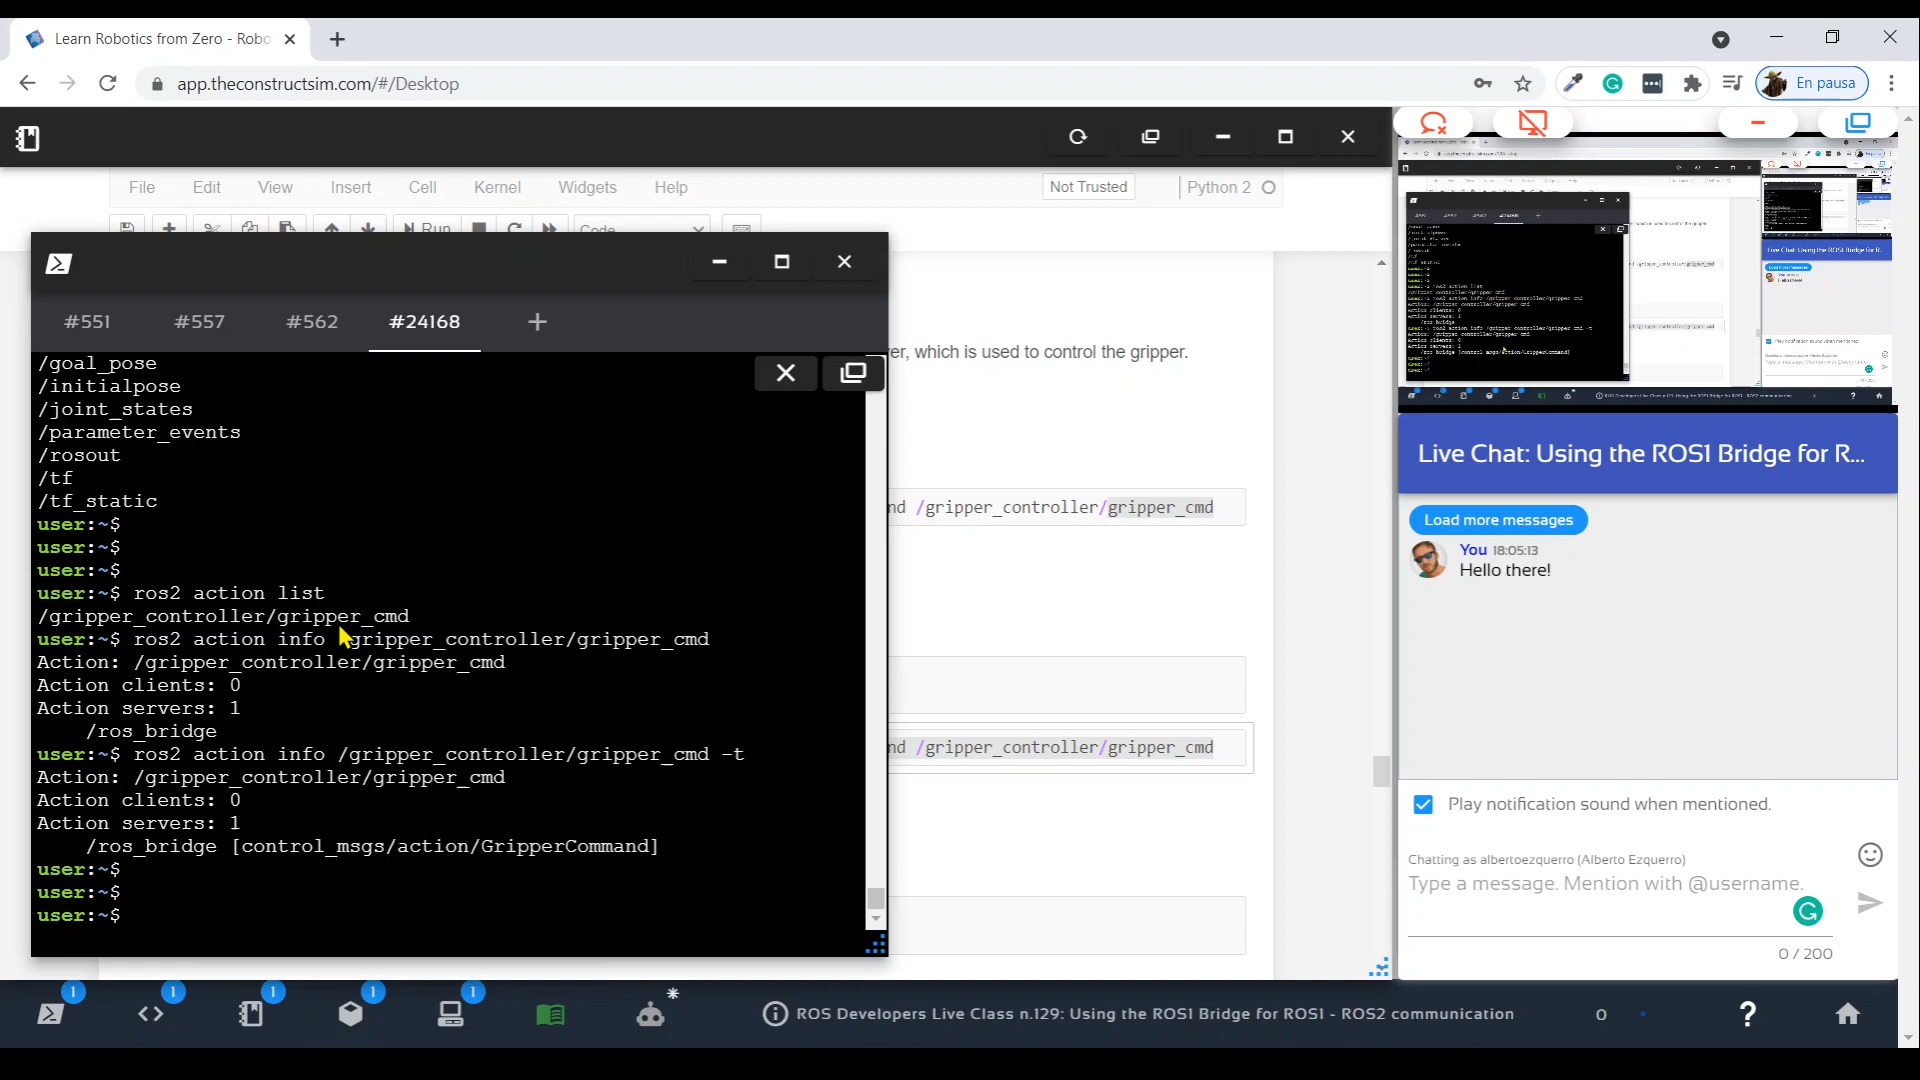 Learn Robotics from Zero - Robo
app.theconstructsim.com/#/Desktop
En pausa
File Edit View Insert Cell Kernel Widgets Help
Not Trusted
Python 2
Run
Code
#551 #557 #562 #24168
/goal_pose
/initialpose
/joint_states
/parameter_events
/rosout
/tf
/tf_static
user:~$
user:~$
user:~$
user:~$ ros2 action list
/gripper_controller/gripper_cmd
user:~$ ros2 action info /gripper_controller/gripper_cmd
Action: /gripper_controller/gripper_cmd
Action clients: 0
Action servers: 1
/ros_bridge
user:~$ ros2 action info /gripper_controller/gripper_cmd -t
Action: /gripper_controller/gripper_cmd
Action clients: 0
Action servers: 1
/ros_bridge [control_msgs/action/GripperCommand]
user:~$
user:~$
user:~$
er, which is used to control the gripper.
nd /gripper_controller/gripper_cmd
nd /gripper_controller/gripper_cmd
Live Chat: Using the ROS1 Bridge for R...
Load more messages
You 18:05:13
Hello there!
Play notification sound when mentioned.
Chatting as albertoezquerro (Alberto Ezquerro)
Type a message. Mention with @username.
0 / 200
1 1 1 1 1
ROS Developers Live Class n.129: Using the ROS1 Bridge for ROS1 - ROS2 communication
0
?